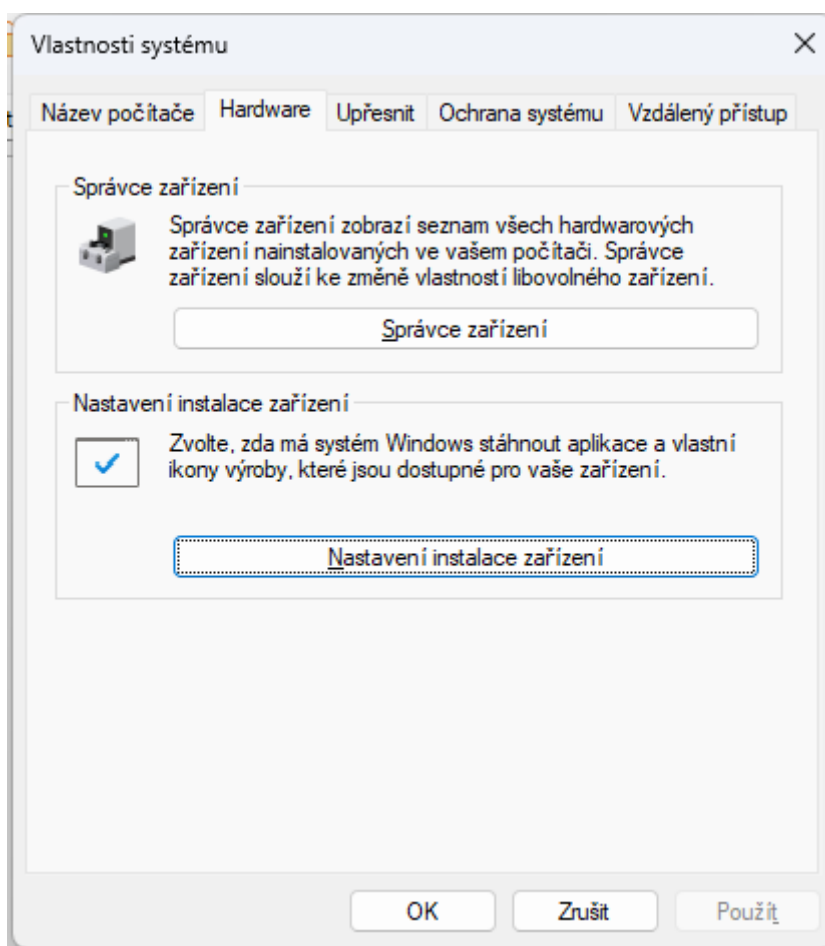 Vlastnosti systému
Název počítače Hardware Upřesnit Ochrana systému Vzdálený přístup
Správce zařízení
Správce zařízení zobrazí seznam všech hardwarových
zařízení nainstalovaných ve vašem počítači. Správce
zařízení slouží ke změně vlastností libovolného zařízení.
Správce zařízení
Nastavení instalace zařízení
Zvolte, zda má systém Windows stáhnout aplikace a vlastní
ikony výroby, které jsou dostupné pro vaše zařízení.
Nastavení instalace zařízení
OK Zrušit Použít